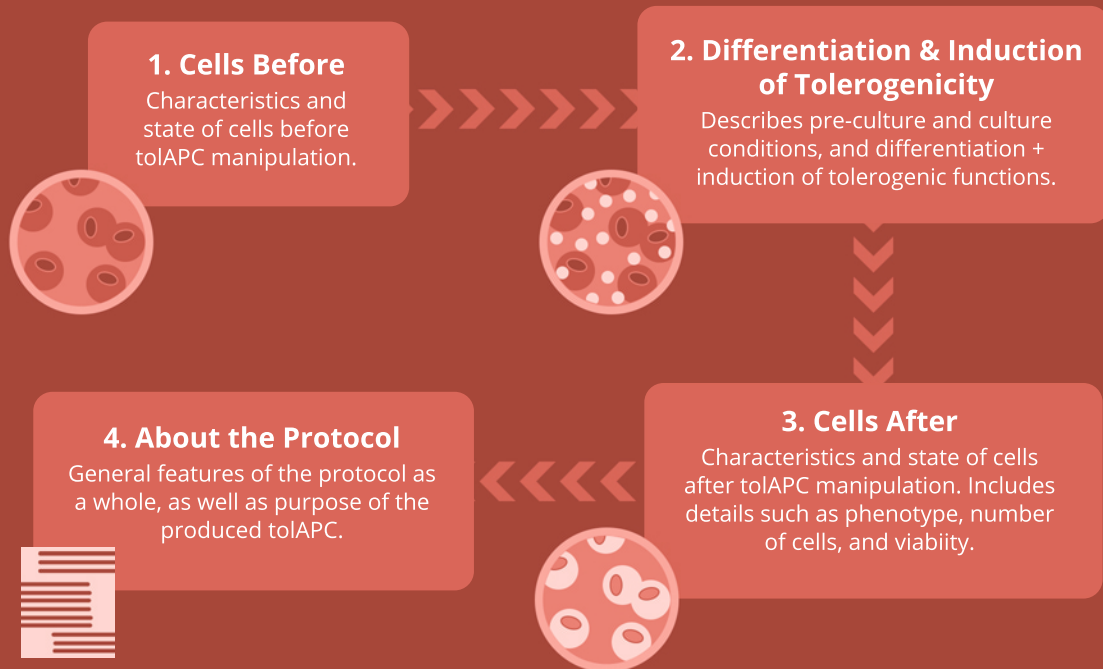 1. Cells Before
Characteristics and
state of cells before
tolAPC manipulation.
2. Differentiation & Induction
of Tolerogenicity
Describes pre-culture and culture
conditions, and differentiation +
induction of tolerogenic functions.
3. Cells After
Characteristics and state of cells
after tolAPC manipulation. Includes
details such as phenotype, number
of cells, and viabiity.
4. About the Protocol
General features of the protocol as
a whole, as well as purpose of the
produced tolAPC.